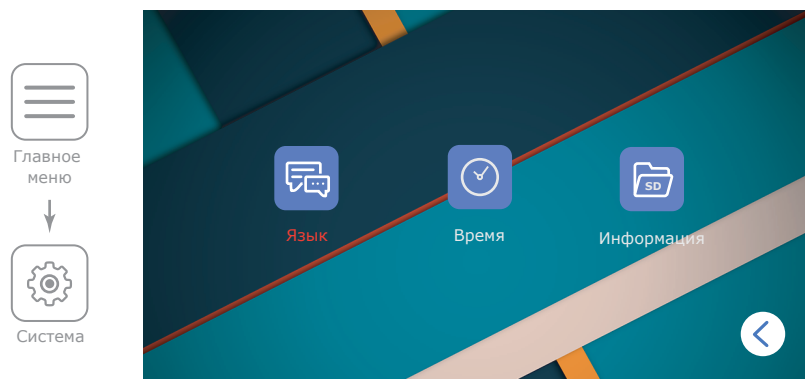 Главное
меню
Система
Язык
Время
SD
Информация